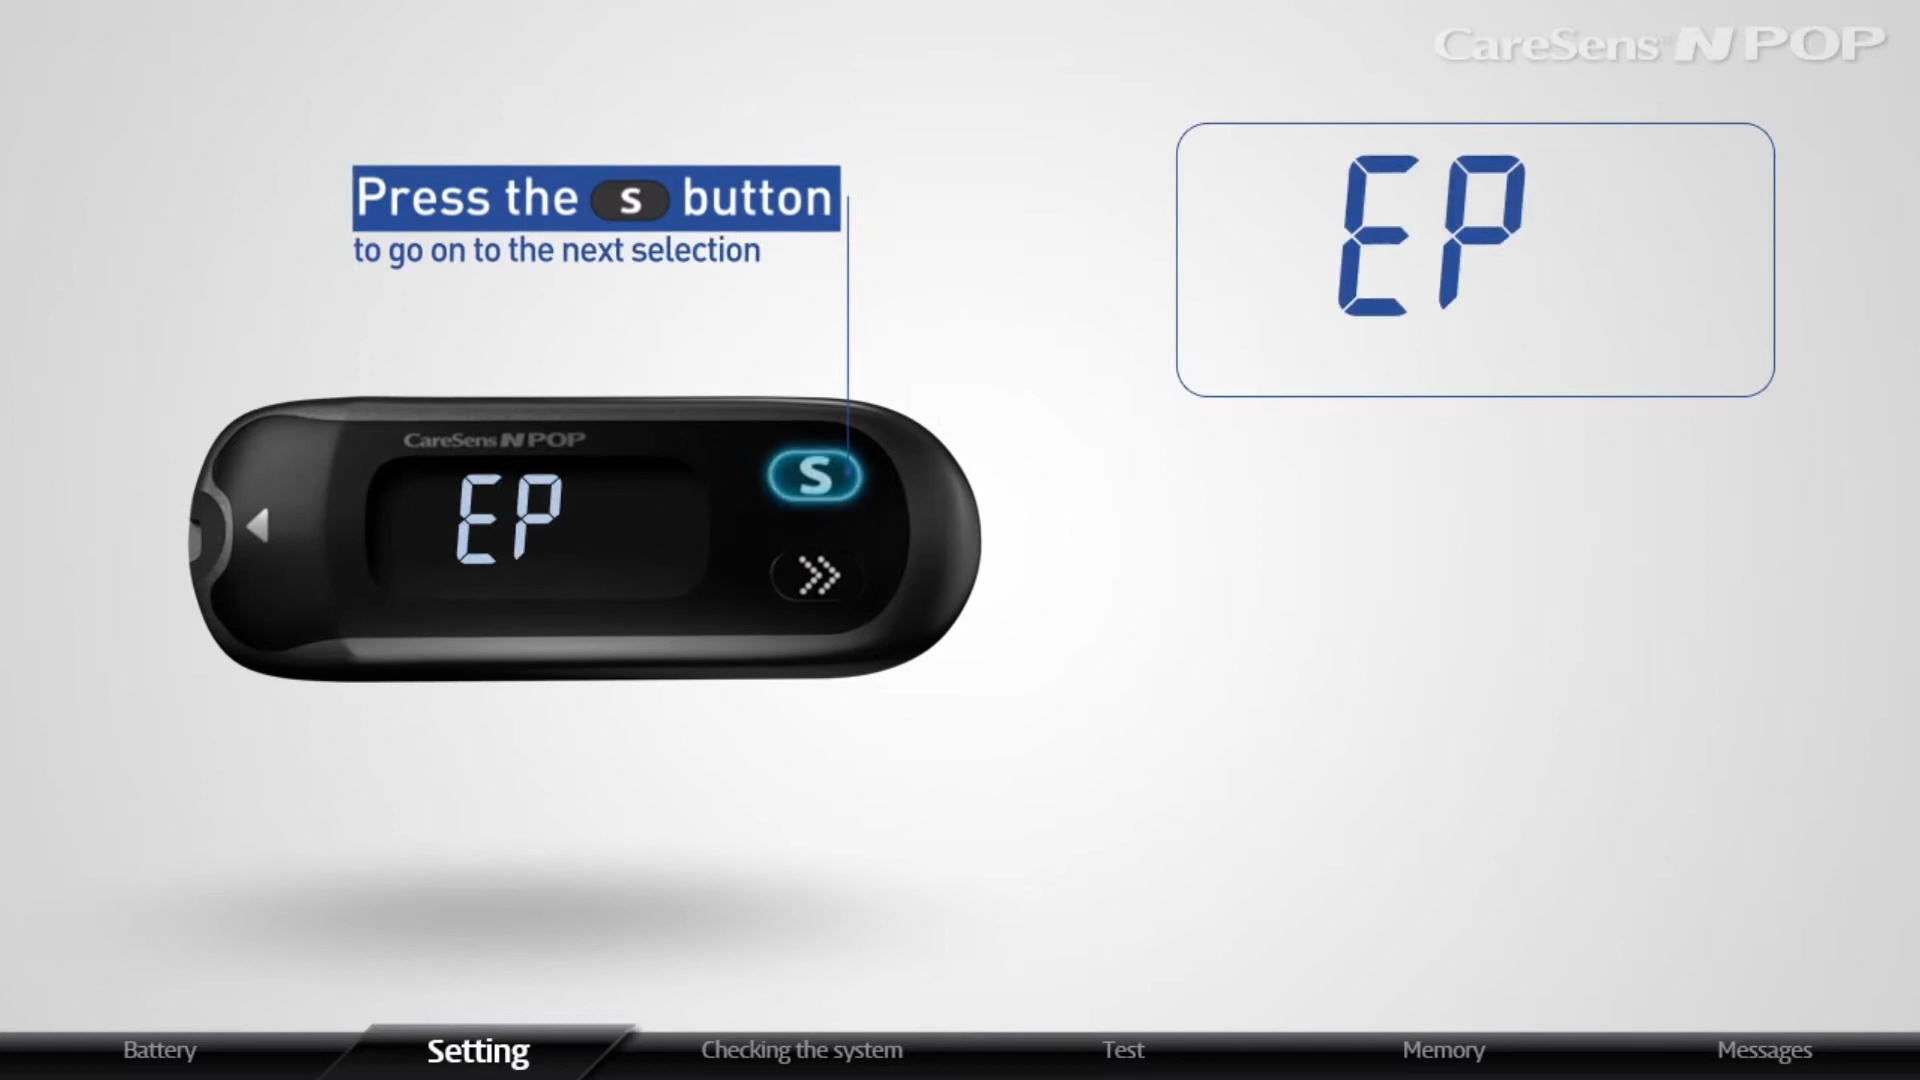 CareSens N POP
Press the S button
to go on to the next selection
EP
CareSens N POP
EP
S
Battery
Setting
Checking the system
Test
Memory
Messages